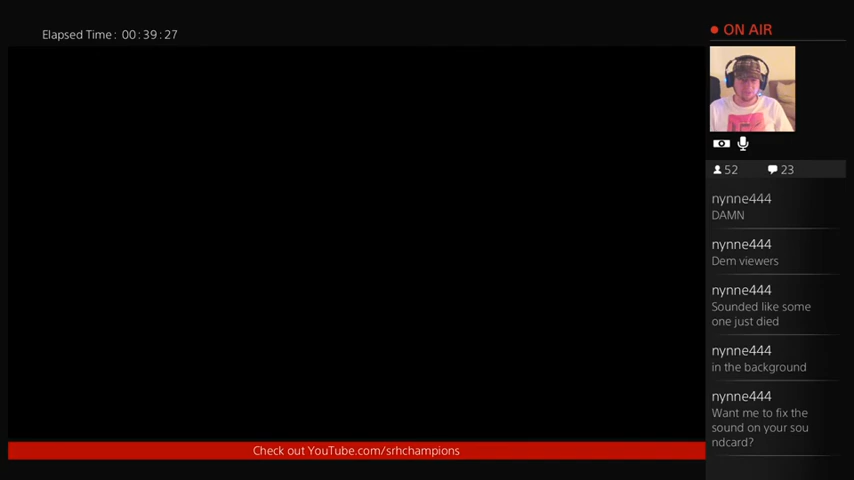 Elapsed Time: 00:39:27
ON AIR
52 23
nynne444
DAMN
nynne444
Dem viewers
nynne444
Sounded like some
one just died
nynne444
in the background
nynne444
Want me to fix the
sound on your sou
ndcard?
Check out YouTube.com/srhchampions